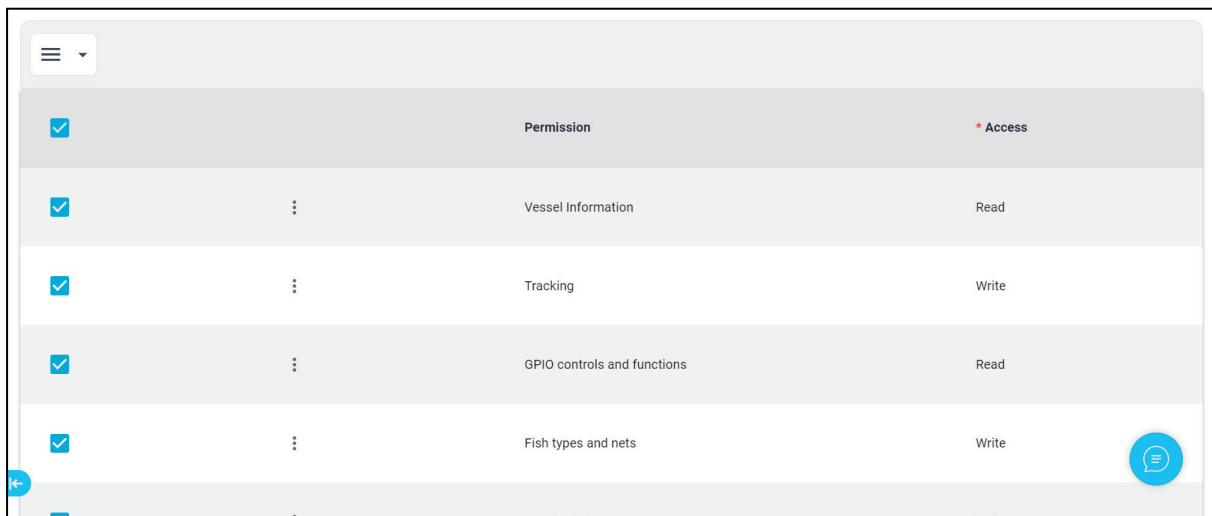 Permission * Access
Vessel Information Read
Tracking Write
GPIO controls and functions Read
Fish types and nets Write